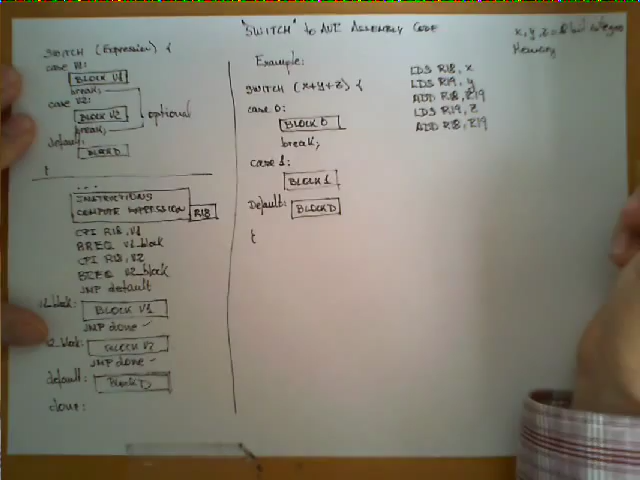 "SWITCH" to AVR ASSEMBLY CODE
x, y, z = 8 bit integers
Memory
SWITCH (Expression) {
case V1:
BLOCK V1
break;
case V2:
BLOCK V2
break;
optional
default:
BLOCK D
}
...
INSTRUCTIONS
COMPUTE EXPRESSION
R18
CPI R18, V1
BREQ V1_block
CPI R18, V2
BREQ V2_block
JMP default
V1_block:
BLOCK V1
JMP done
V2_block:
BLOCK V2
JMP done
default:
Block D
done:
Example:
SWITCH (x+y+z) {
case 0:
BLOCK 0
break;
case 1:
BLOCK 1
Default:
BLOCK D
}
LDS R18, x
LDS R19, y
ADD R18, R19
LDS R19, z
ADD R18, R19